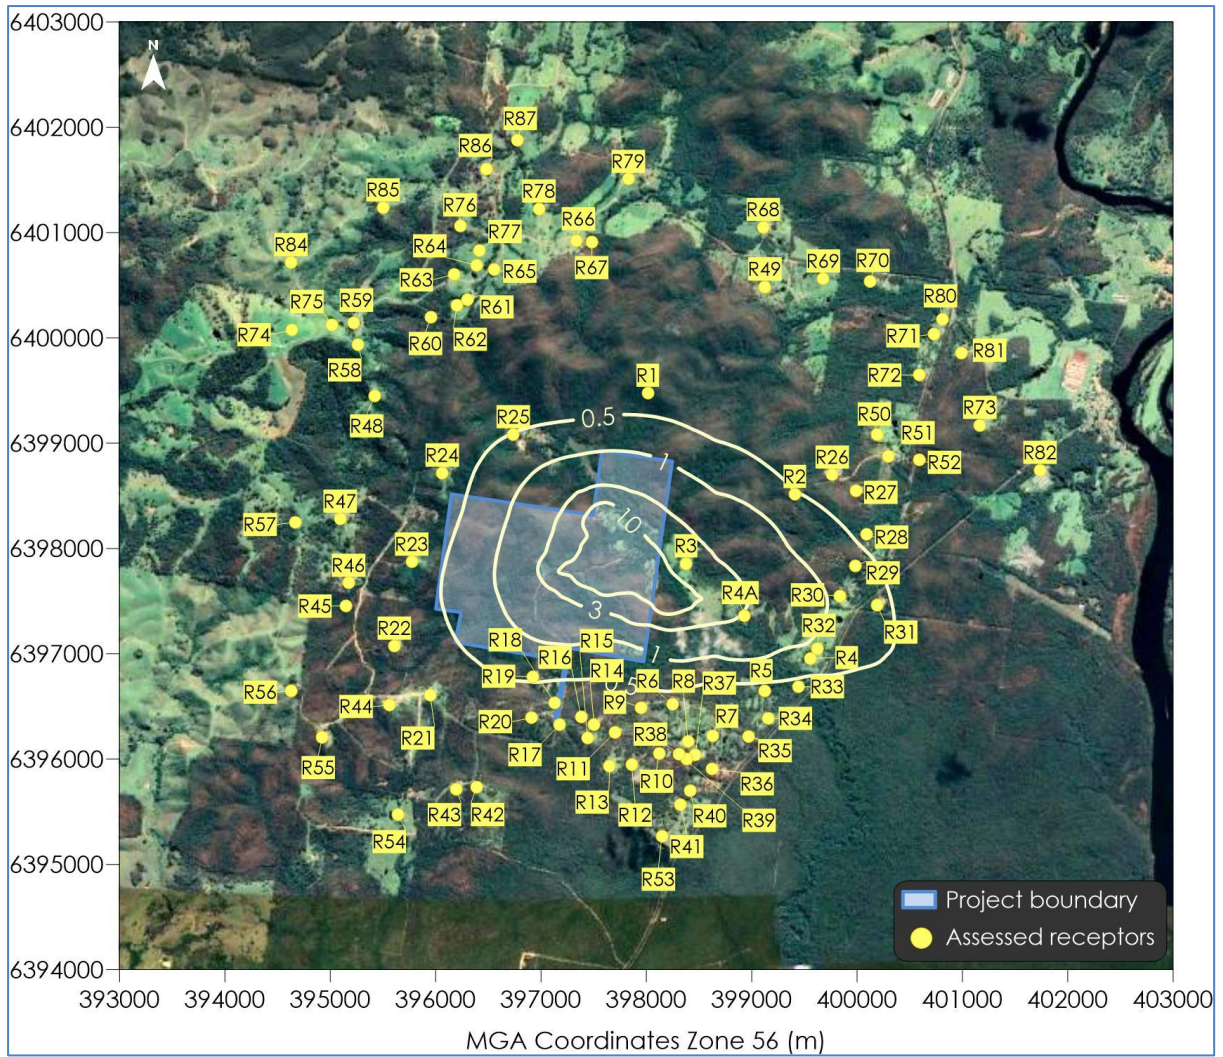 6403000
N
R87
6402000
R86
R79
R85
R78
R76
R66
R68
6401000
R77
R84
R64
R67
R69
R70
R63
R65
R49
R75
R59
R61
R80
6400000
R74
R60
R62
R71
R81
R58
R72
R1
R48
R25
0.5
R50
R73
6399000
R51
R24
1
R26
R82
R52
R2
R27
R47
R57
10
6398000
R23
R3
R28
R46
R29
R4A
R30
R45
3
R31
R22
R18
R15
R32
6397000
R16
1
R4
R14
R5
R19
R6
R8
R37
0.5
R33
R56
R9
R44
R20
R7
R34
R21
R17
R38
R35
6396000
R55
R11
R10
R36
R13
R43
R42
R12
R40
R39
R54
R41
6395000
R53
Project boundary
Assessed receptors
6394000
393000 394000 395000 396000 397000 398000 399000 400000 401000 402000 403000
MGA Coordinates Zone 56 (m)